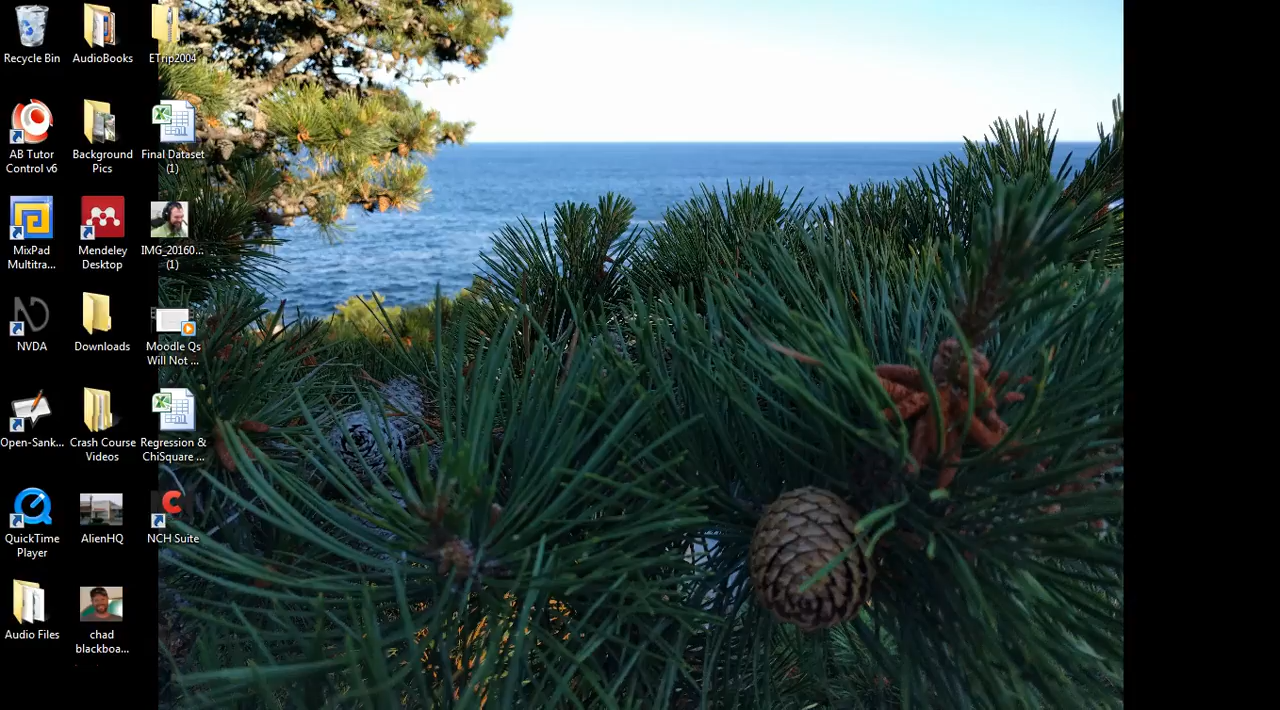 Recycle Bin
AudioBooks
ETrip2004
AB Tutor
Control v6
Background
Pics
Final Dataset
(1)
MixPad
Multitra...
Mendeley
Desktop
IMG_20160...
(1)
NVDA
Downloads
Moodle Qs
Will Not ...
Open-Sank...
Crash Course
Videos
Regression &
ChiSquare ...
QuickTime
Player
AlienHQ
NCH Suite
Audio Files
chad
blackboa...